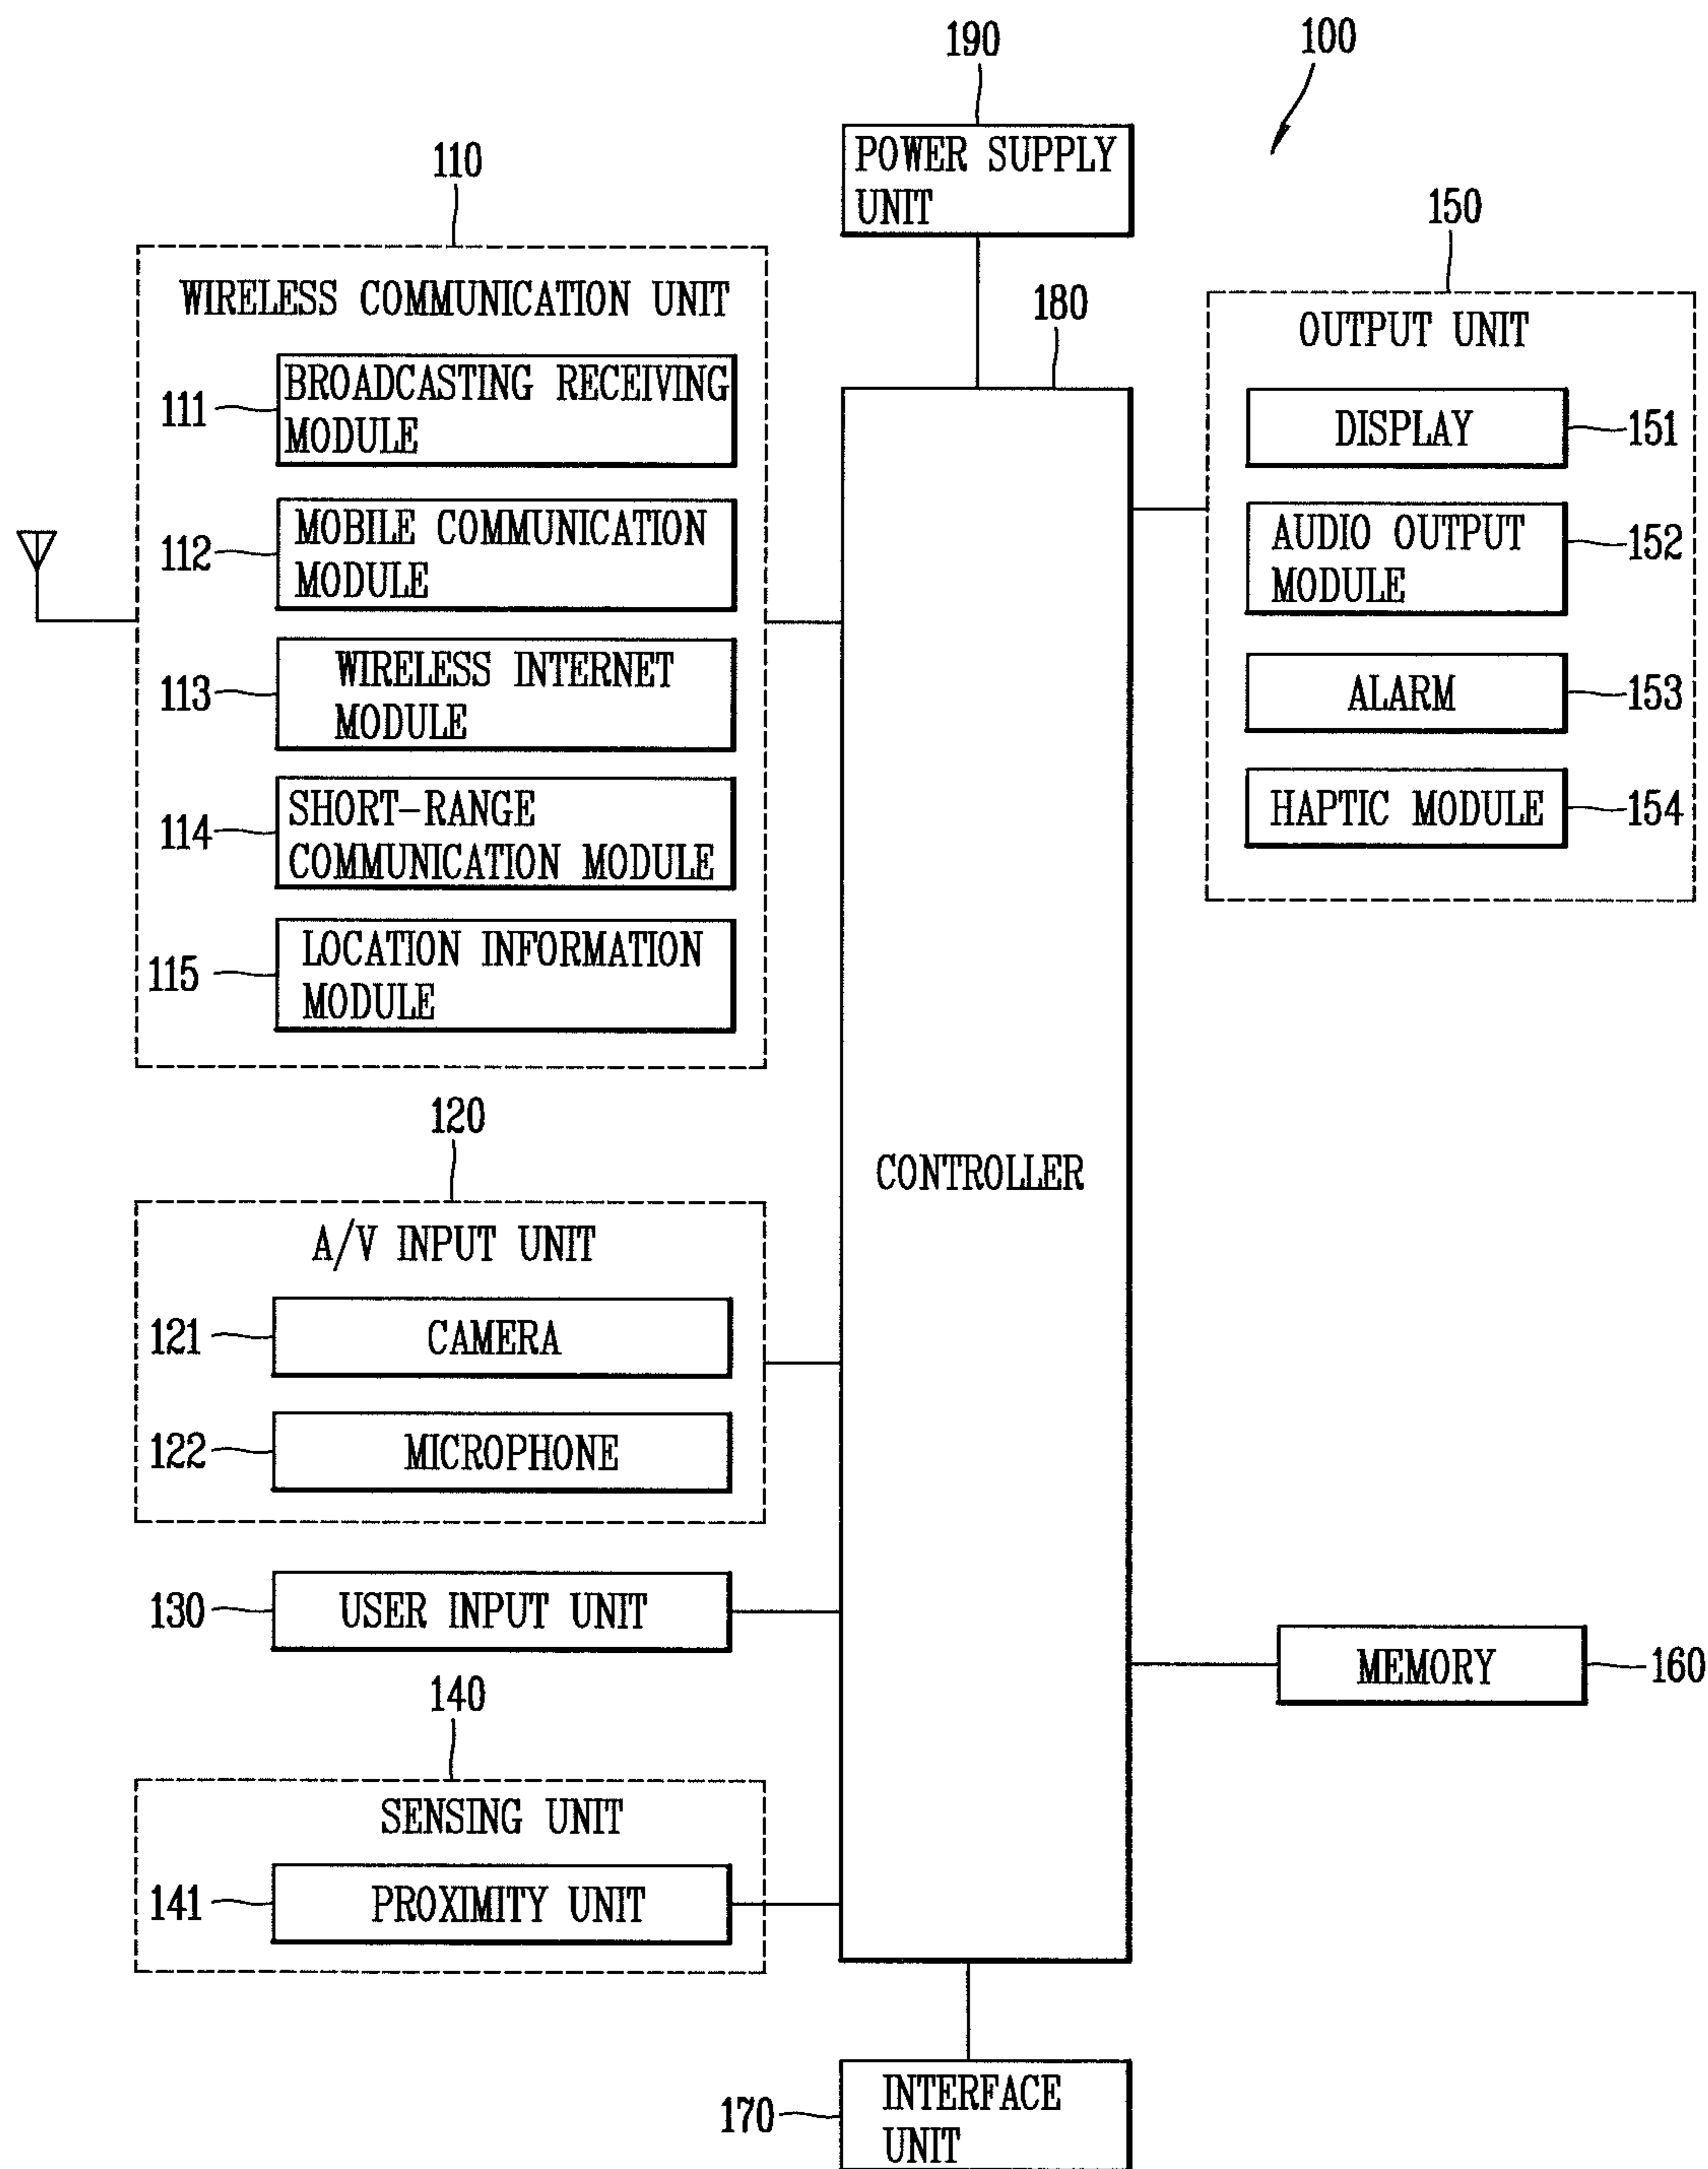 190
100
POWER SUPPLY
UNIT
110
WIRELESS COMMUNICATION UNIT
111
BROADCASTING RECEIVING
MODULE
112
MOBILE COMMUNICATION
MODULE
113
WIRELESS INTERNET
MODULE
114
SHORT-RANGE
COMMUNICATION MODULE
115
LOCATION INFORMATION
MODULE
180
CONTROLLER
150
OUTPUT UNIT
DISPLAY
151
AUDIO OUTPUT
MODULE
152
ALARM
153
HAPTIC MODULE
154
120
A/V INPUT UNIT
121
CAMERA
122
MICROPHONE
130
USER INPUT UNIT
MEMORY
160
140
SENSING UNIT
141
PROXIMITY UNIT
170
INTERFACE
UNIT